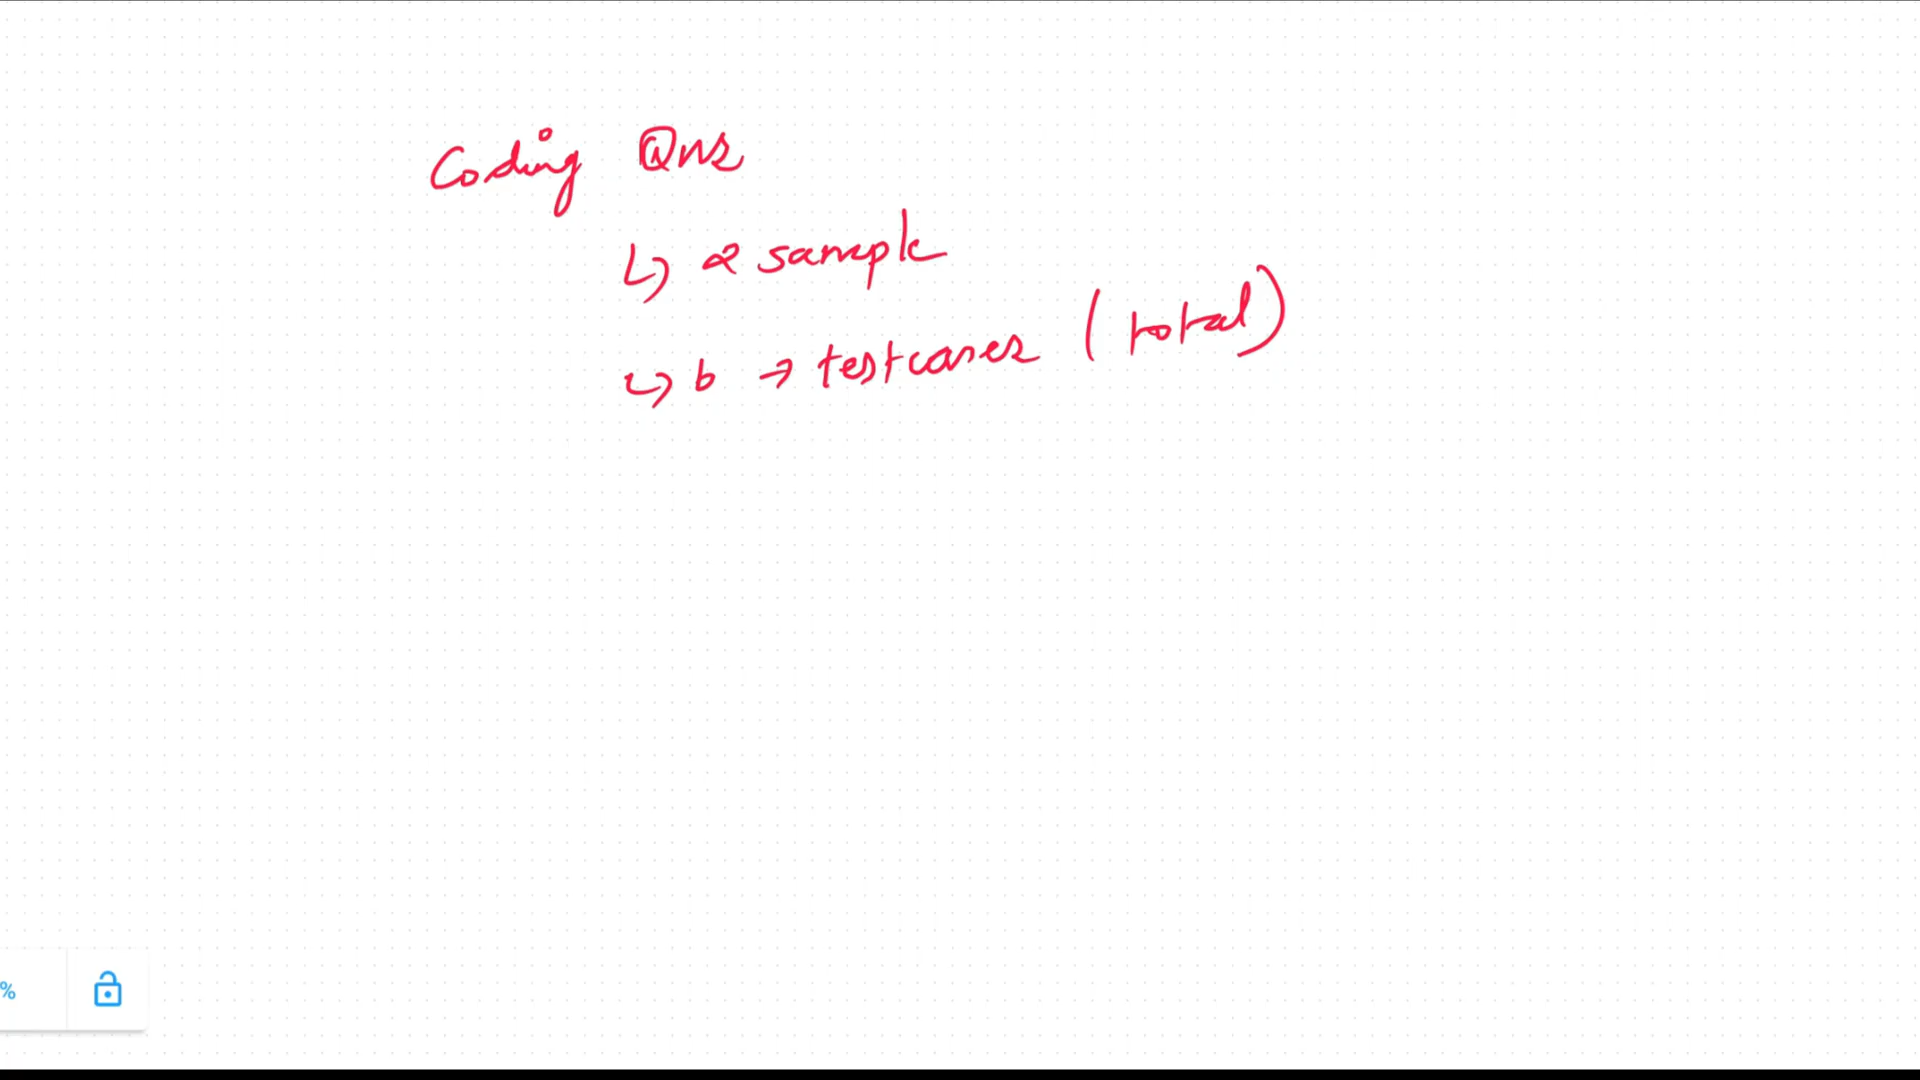 Coding Qns
↳ 2 sample
↳ 6 → testcases (total)
%